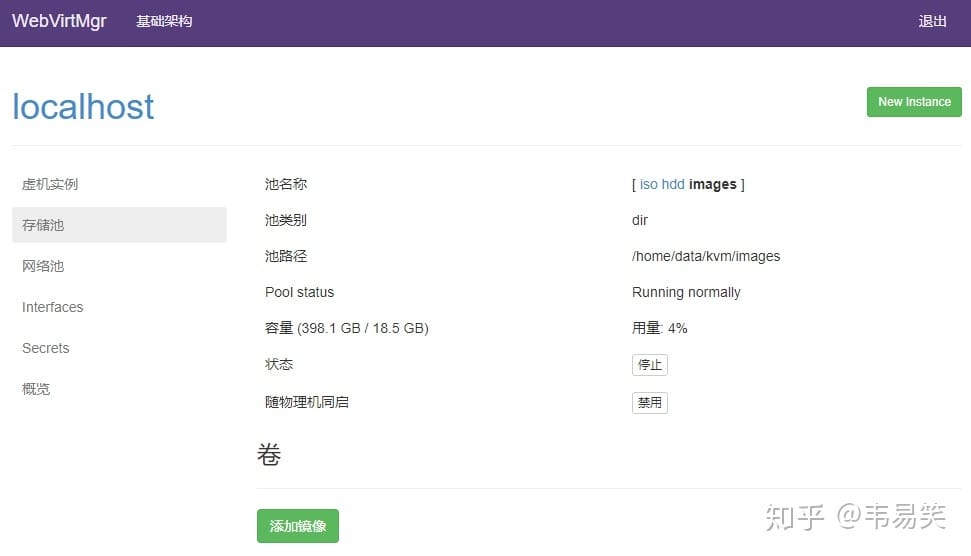 WebVirtMgr 基础架构 退出
localhost New Instance
虚机实例 池名称 [ iso hdd images ]
存储池 池类别 dir
网络池 池路径 /home/data/kvm/images
Interfaces Pool status Running normally
Secrets 容量 (398.1 GB / 18.5 GB) 用量: 4%
概览 状态 停止
随物理机同启 禁用
卷
添加镜像
知乎 @韦易笑